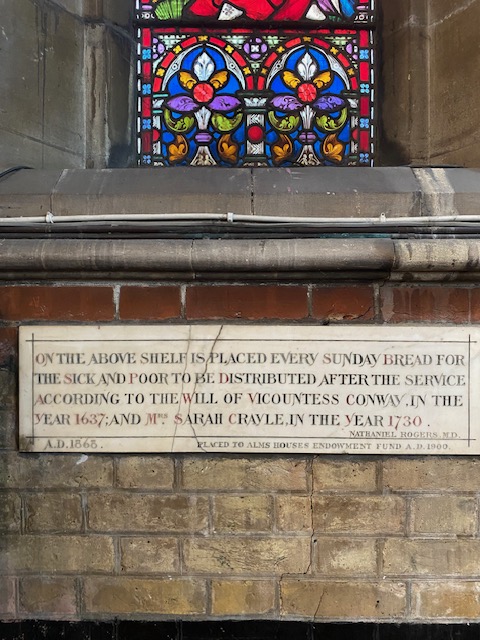 ON THE ABOVE SHELF IS PLACED EVERY SUNDAY BREAD FOR
THE SICK AND POOR TO BE DISTRIBUTED AFTER THE SERVICE
ACCORDING TO THE WILL OF VICOUNTESS CONWAY, IN THE
YEAR 1637; AND MRS. SARAH CRAYLE, IN THE YEAR 1730.
NATHANIEL ROGERS, M.D.
A.D. 1868. PLACED TO ALMS HOUSES ENDOWMENT FUND A.D. 1900.